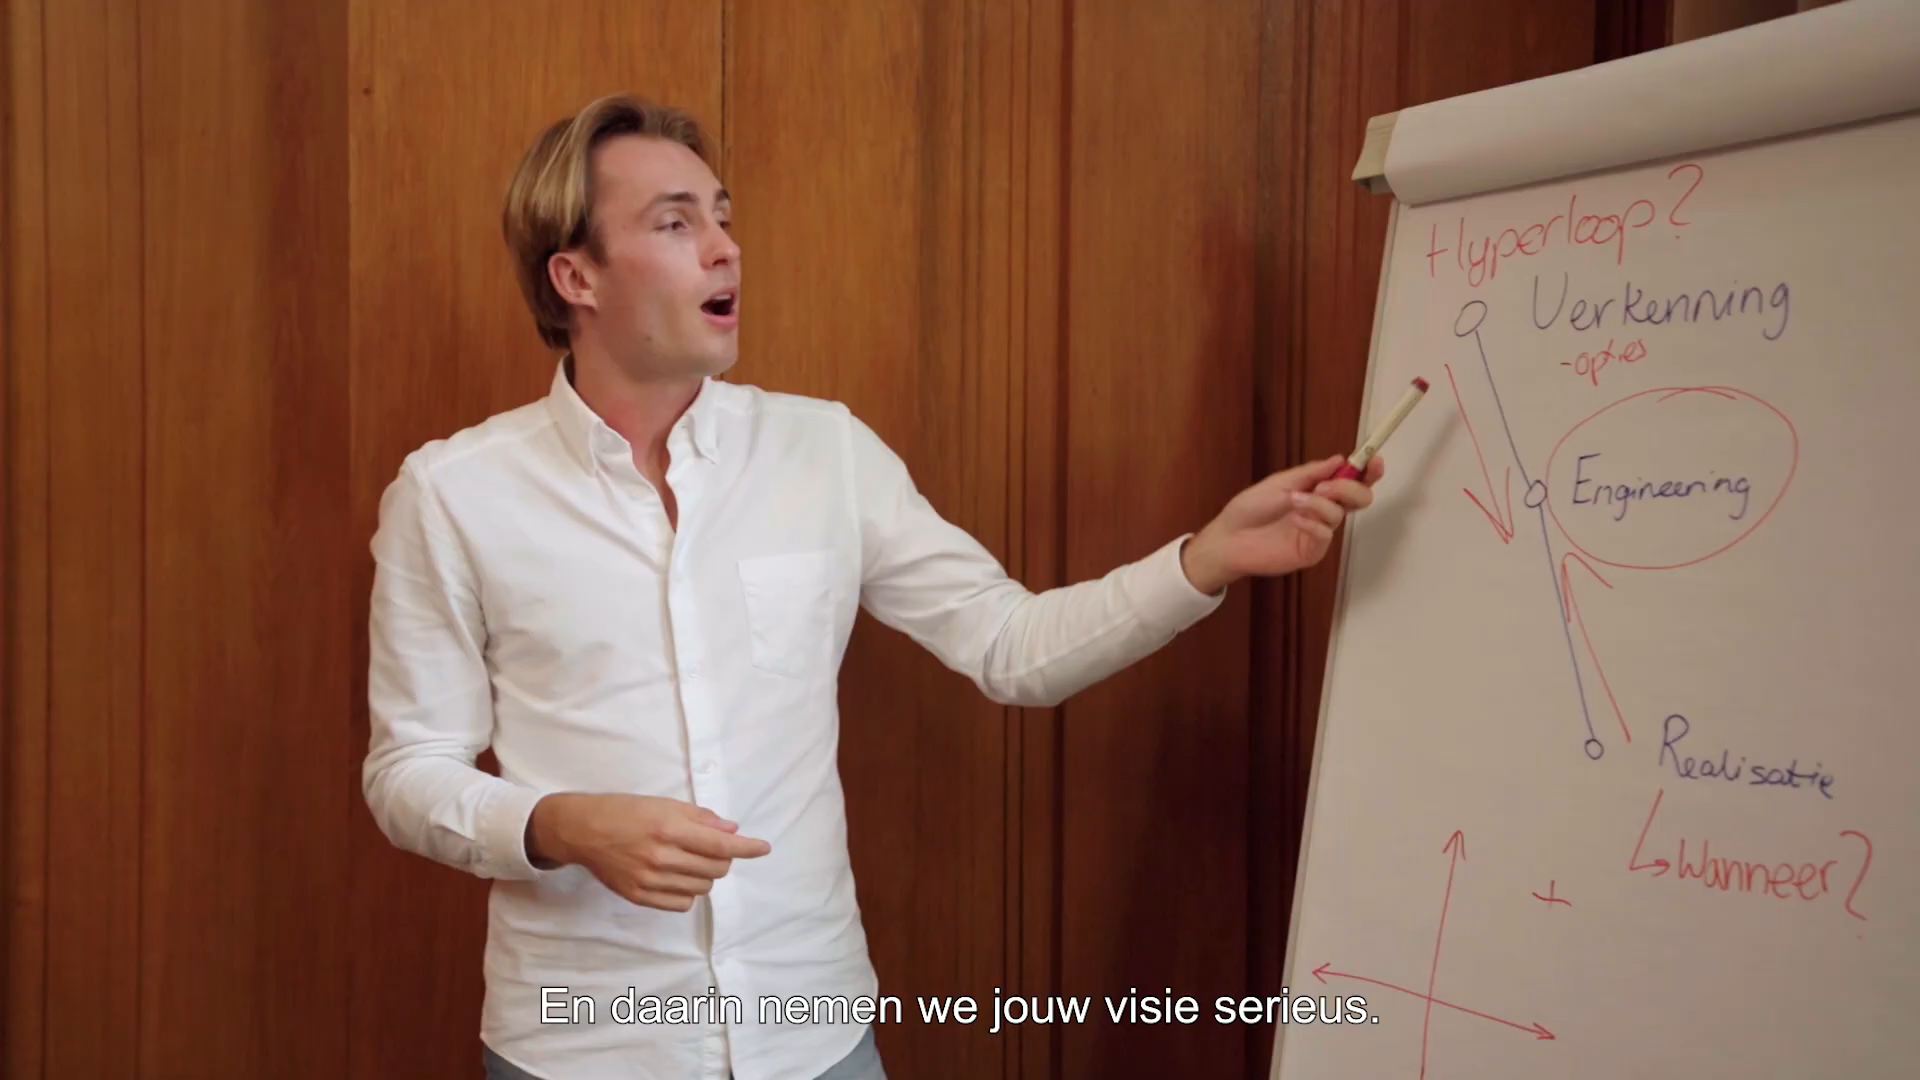 Hyperloop?
Verkenning
-opties
Engineering
Realisatie
Wanneer?
+
En daarin nemen we jouw visie serieus.